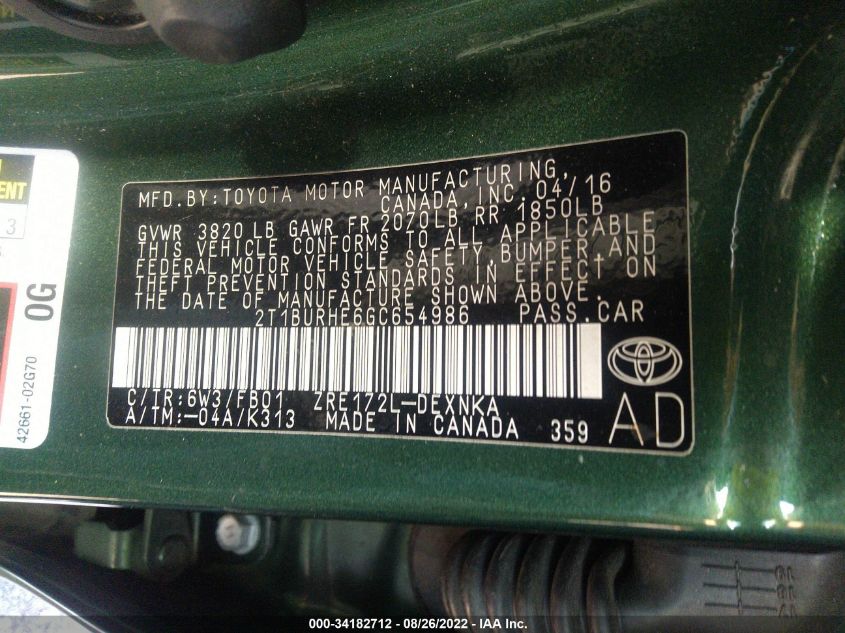 MFD.BY:TOYOTA MOTOR MANUFACTURING,
CANADA,INC. 04/16
GVWR 3820 LB GAWR FR 2070LB RR 1850LB
THIS VEHICLE CONFORMS TO ALL APPLICABLE
FEDERAL MOTOR VEHICLE SAFETY,BUMPER,AND
THEFT PREVENTION STANDARDS IN EFFECT ON
THE DATE OF MANUFACTURE SHOWN ABOVE.
2T1BURHE6GC654986 PASS.CAR
C/TR:6W3/FB01 ZRE172L-DEXNKA
A/TM:-04A/K313 MADE IN CANADA 359
AD
3
0G
42661-02G70
000-34182712 - 08/26/2022 - IAA Inc.